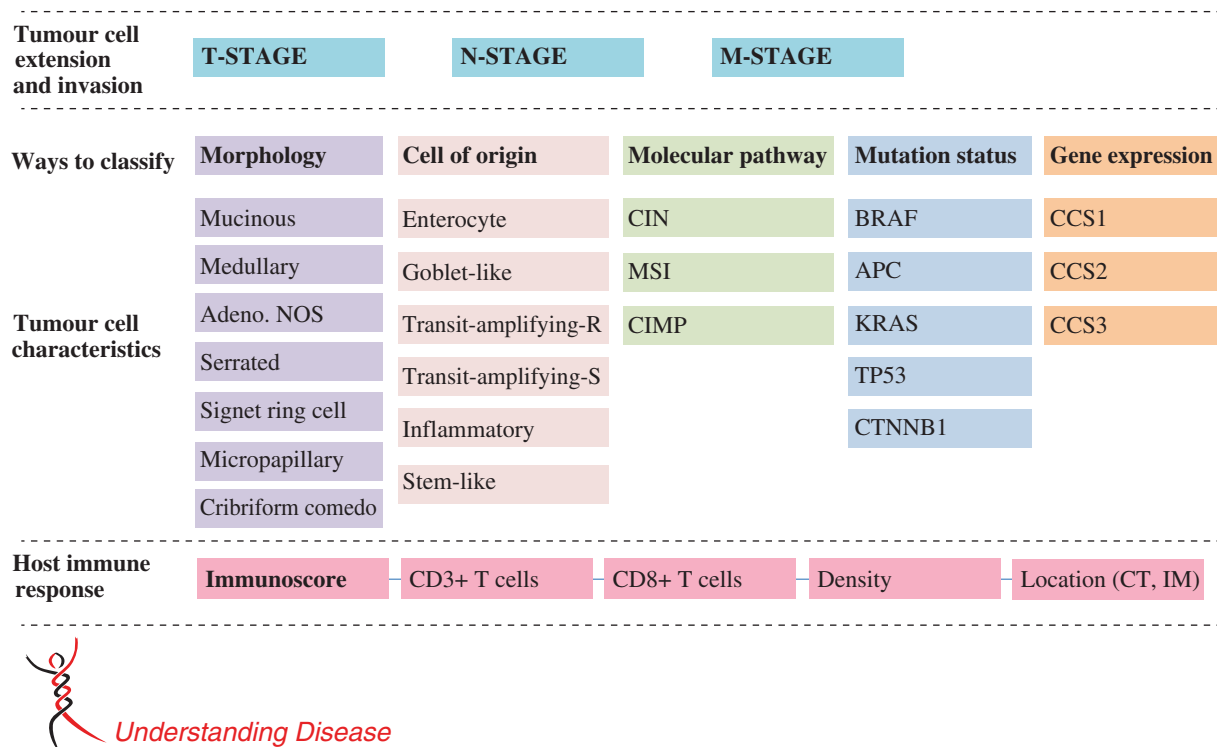 Tumour cell
extension
and invasion
T-STAGE
N-STAGE
M-STAGE
Ways to classify
Morphology
Cell of origin
Molecular pathway
Mutation status
Gene expression
Tumour cell
characteristics
Mucinous
Medullary
Adeno. NOS
Serrated
Signet ring cell
Micropapillary
Cribriform comedo
Enterocyte
Goblet-like
Transit-amplifying-R
Transit-amplifying-S
Inflammatory
Stem-like
CIN
MSI
CIMP
BRAF
APC
KRAS
TP53
CTNNB1
CCS1
CCS2
CCS3
Host immune
response
Immunoscore
CD3+ T cells
CD8+ T cells
Density
Location (CT, IM)
Understanding Disease